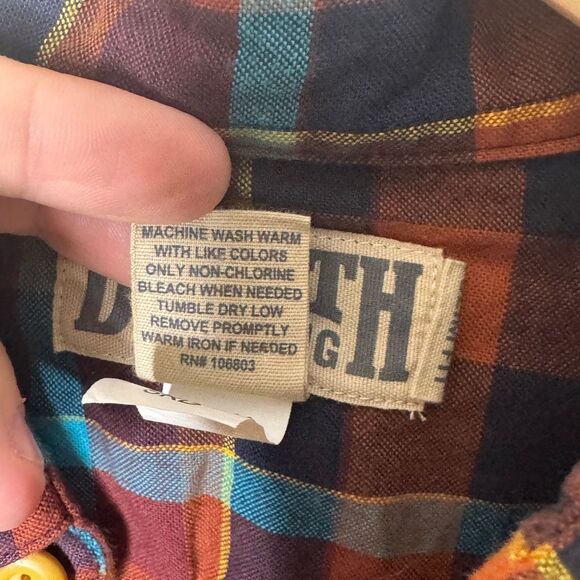 MACHINE WASH WARM
WITH LIKE COLORS
ONLY NON-CHLORINE
BLEACH WHEN NEEDED
TUMBLE DRY LOW
REMOVE PROMPTLY
WARM IRON IF NEEDED
RN# 106803